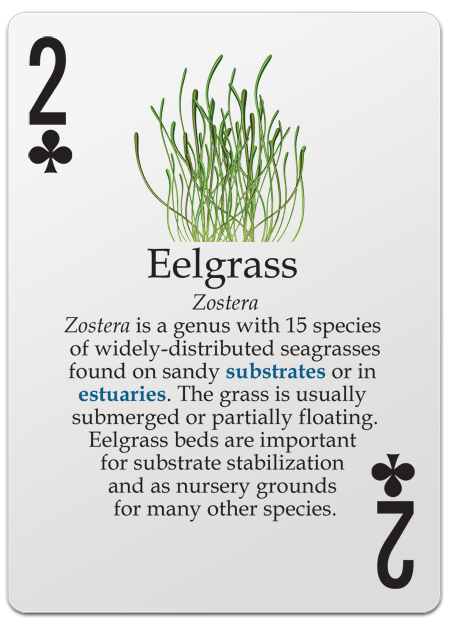 2
Eelgrass
Zostera
Zostera is a genus with 15 species
of widely-distributed seagrasses
found on sandy substrates or in
estuaries. The grass is usually
submerged or partially floating.
Eelgrass beds are important
for substrate stabilization
and as nursery grounds
for many other species.
2